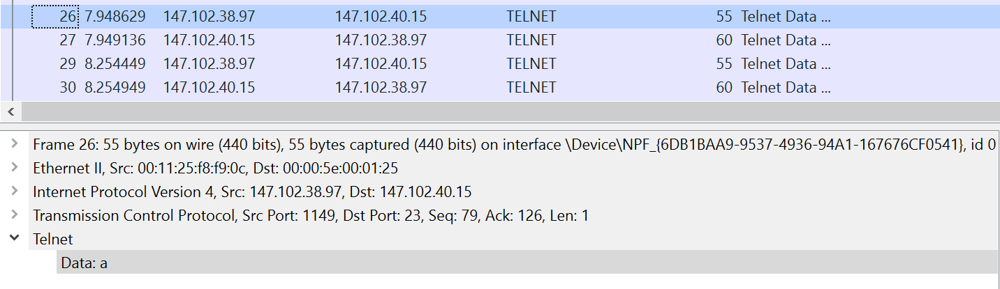 26 7.948629 147.102.38.97 147.102.40.15 TELNET 55 Telnet Data ...
27 7.949136 147.102.40.15 147.102.38.97 TELNET 60 Telnet Data ...
29 8.254449 147.102.38.97 147.102.40.15 TELNET 55 Telnet Data ...
30 8.254949 147.102.40.15 147.102.38.97 TELNET 60 Telnet Data ...
Frame 26: 55 bytes on wire (440 bits), 55 bytes captured (440 bits) on interface \Device\NPF_{6DB1BAA9-9537-4936-94A1-167676CF0541}, id 0
Ethernet II, Src: 00:11:25:f8:f9:0c, Dst: 00:00:5e:00:01:25
Internet Protocol Version 4, Src: 147.102.38.97, Dst: 147.102.40.15
Transmission Control Protocol, Src Port: 1149, Dst Port: 23, Seq: 79, Ack: 126, Len: 1
Telnet
Data: a